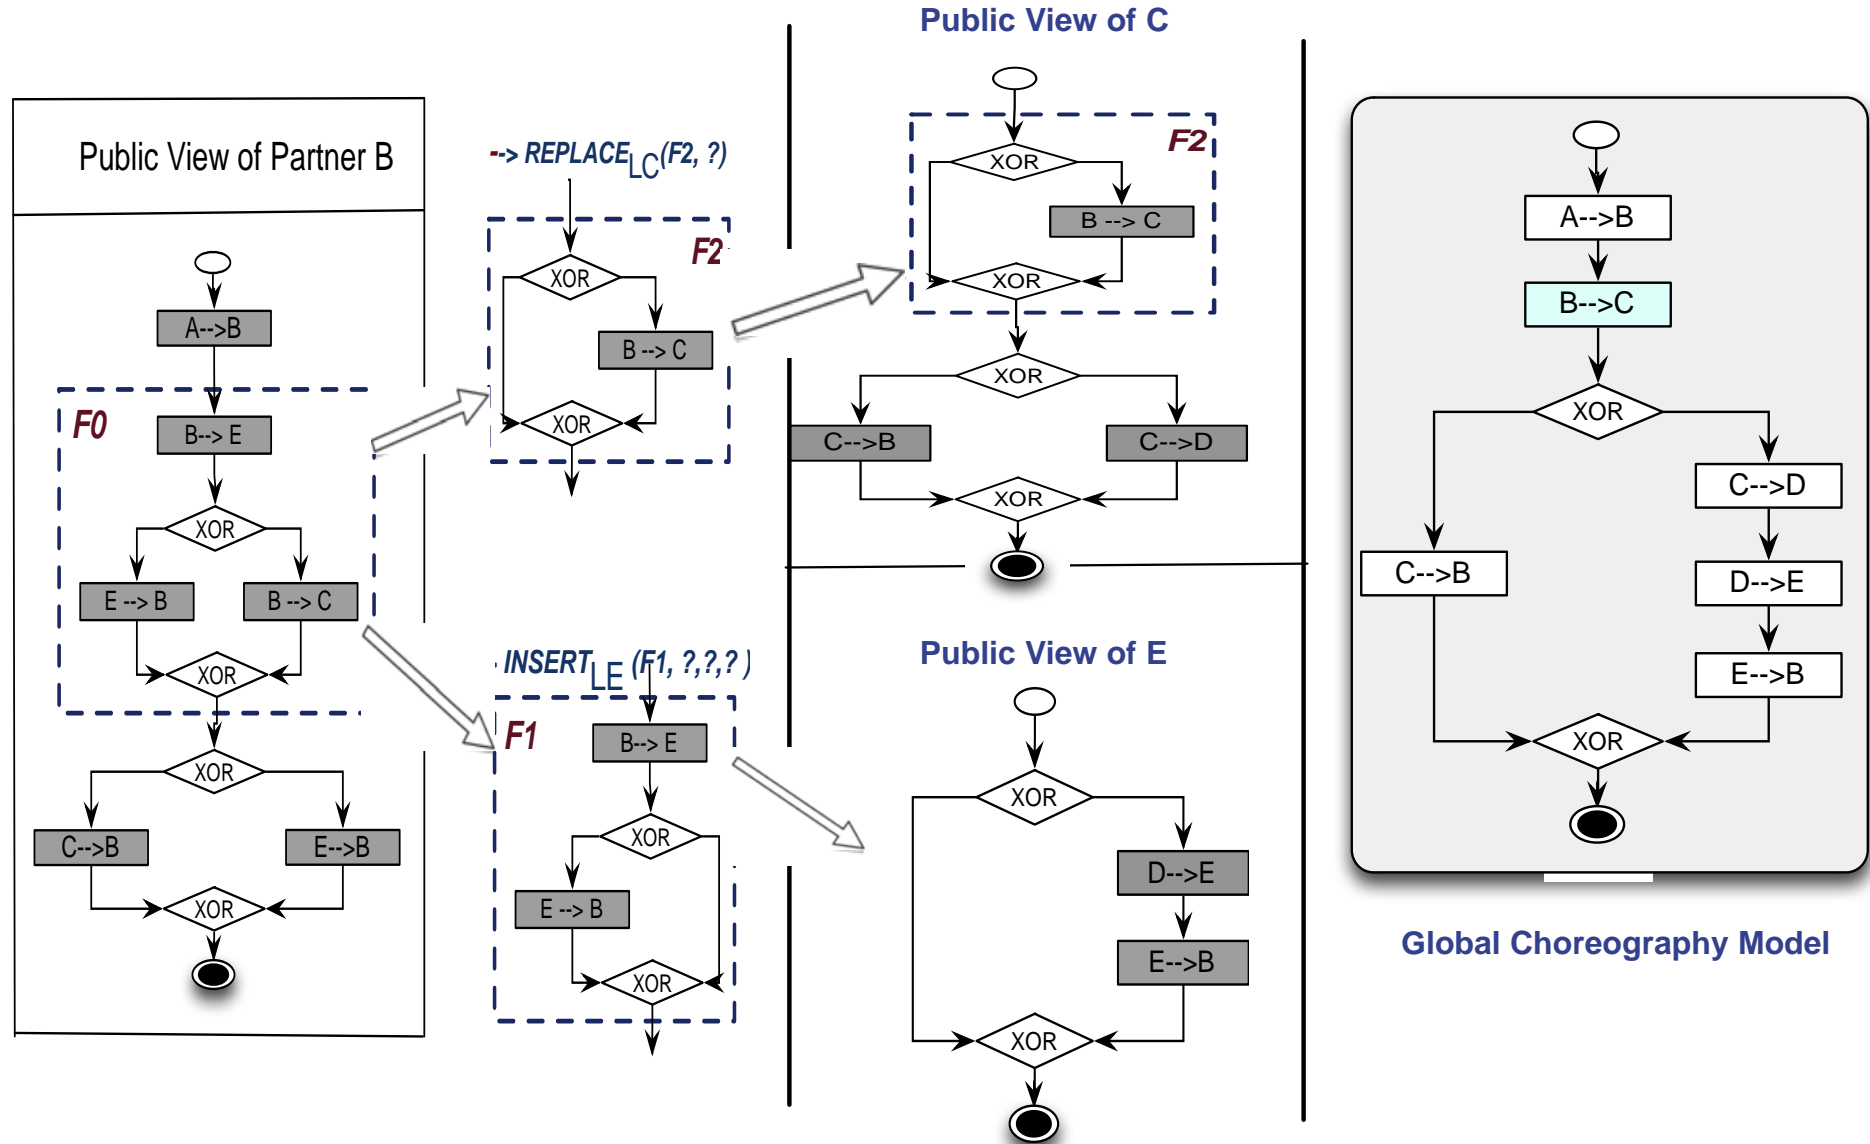 Public View of Partner B
A-->B
F0
B--> E
XOR
E --> B
B --> C
XOR
XOR
C-->B
E-->B
XOR
--> REPLACE LC (F2, ?)
F2
XOR
B --> C
XOR
- INSERT LE (F1, ?,?,? )
F1
B--> E
XOR
E --> B
XOR
Public View of C
F2
XOR
B --> C
XOR
XOR
C-->B
C-->D
XOR
Public View of E
XOR
D-->E
E-->B
XOR
A-->B
B-->C
XOR
C-->D
C-->B
D-->E
E-->B
XOR
Global Choreography Model